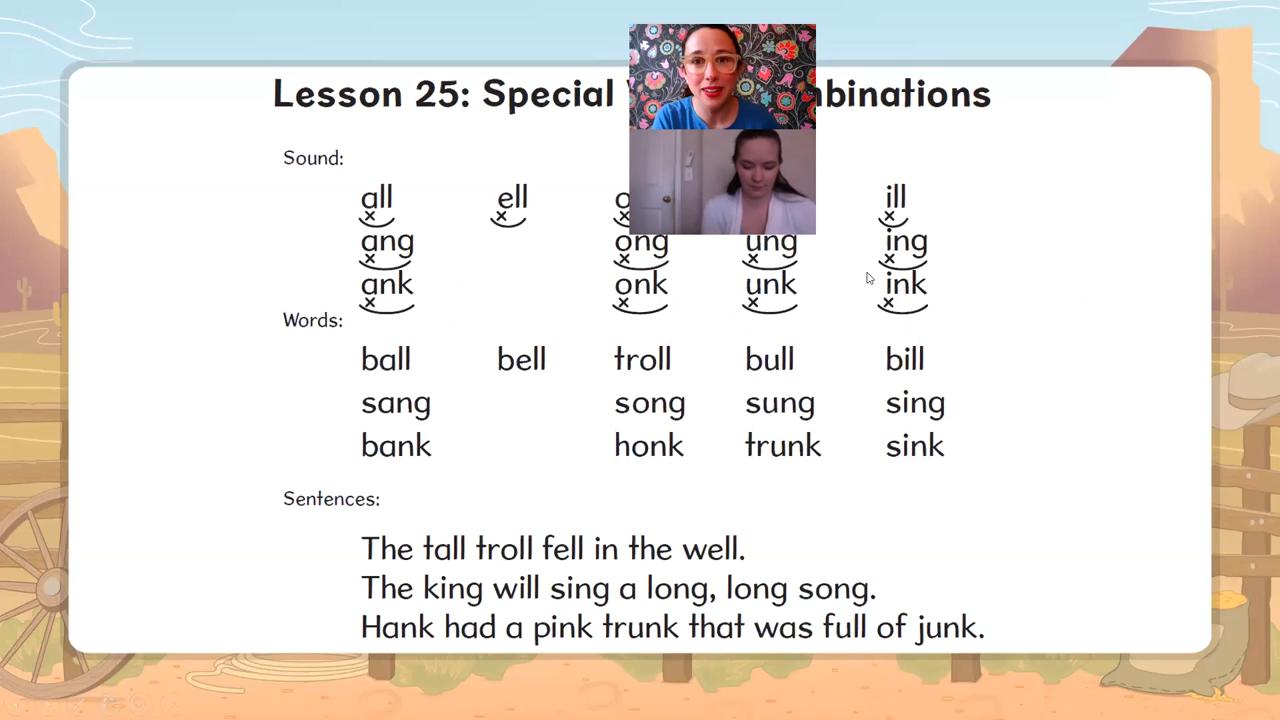 Lesson 25: Special
Sound:
all ell ill
ang ong ung ing
ank onk unk ink
Words:
ball bell troll bull bill
sang song sung sing
bank honk trunk sink
Sentences:
The tall troll fell in the well.
The king will sing a long, long song.
Hank had a pink trunk that was full of junk.